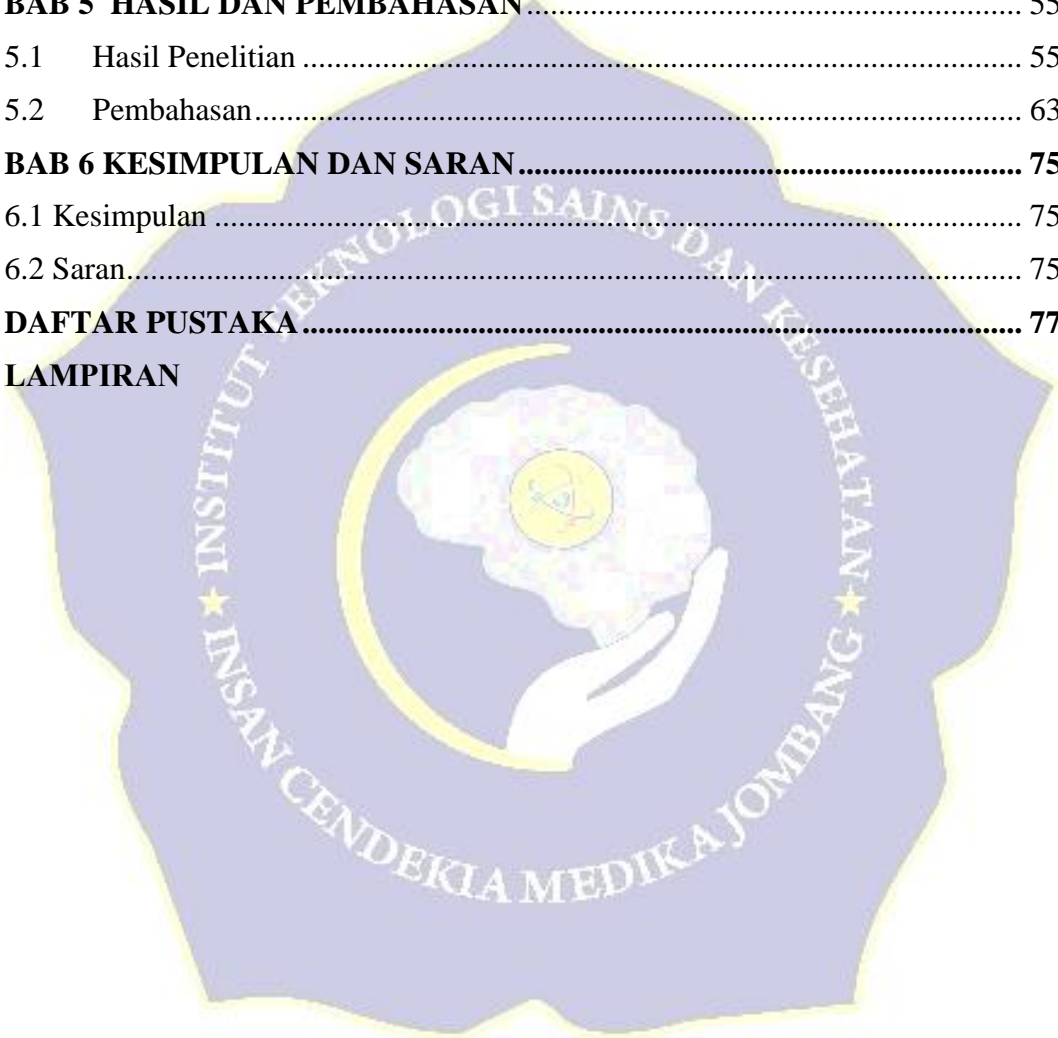 BAB 5 HASIL DAN PEMBAHASAN ........................................................ 55
5.1 Hasil Penelitian ........................................................ 55
5.2 Pembahasan ........................................................ 63
BAB 6 KESIMPULAN DAN SARAN ........................................................ 75
6.1 Kesimpulan ........................................................ 75
6.2 Saran ........................................................ 75
DAFTAR PUSTAKA ........................................................ 77
LAMPIRAN
INSTITUT TEKNOLOGI SAINS DAN KESEHATAN
★ INSAN CENDEKIA MEDIKA JOMBANG ★